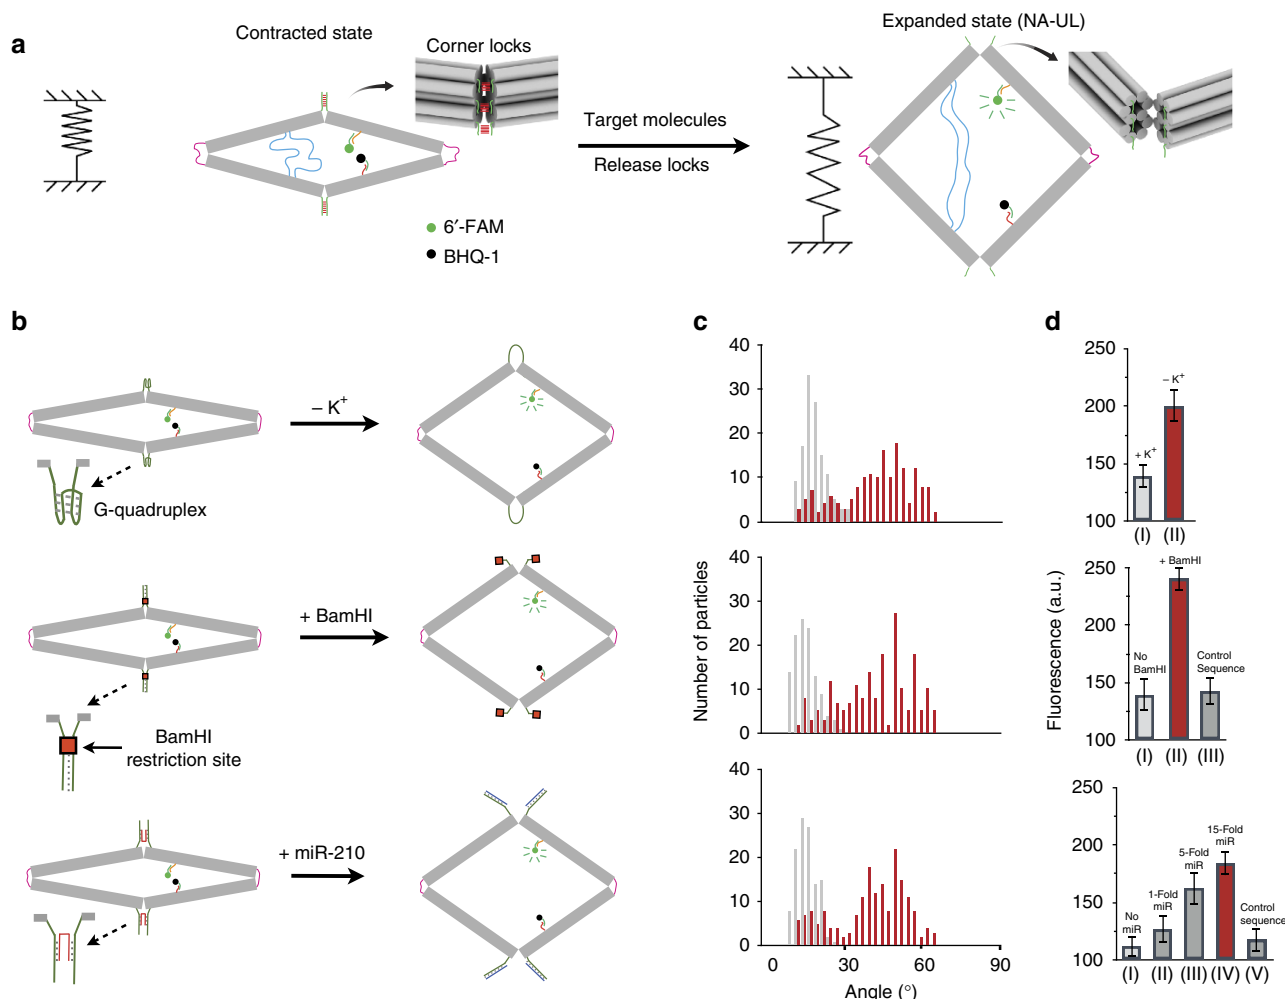 a
Contracted state
Corner locks
Target molecules
Release locks
Expanded state (NA-UL)
6′-FAM
BHQ-1
b
– K+
G-quadruplex
+ BamHI
BamHI
restriction site
+ miR-210
c
Number of particles
40
30
20
10
0
40
30
20
10
0
40
30
20
10
0
0
30
60
90
Angle (°)
d
Fluorescence (a.u.)
250
200
150
100
+ K+
– K+
(I)
(II)
250
200
150
100
No
BamHI
+ BamHI
Control
Sequence
(I)
(II)
(III)
250
200
150
100
No
miR
1-Fold
miR
5-Fold
miR
15-Fold
miR
Control
sequence
(I)
(II)
(III)
(IV)
(V)